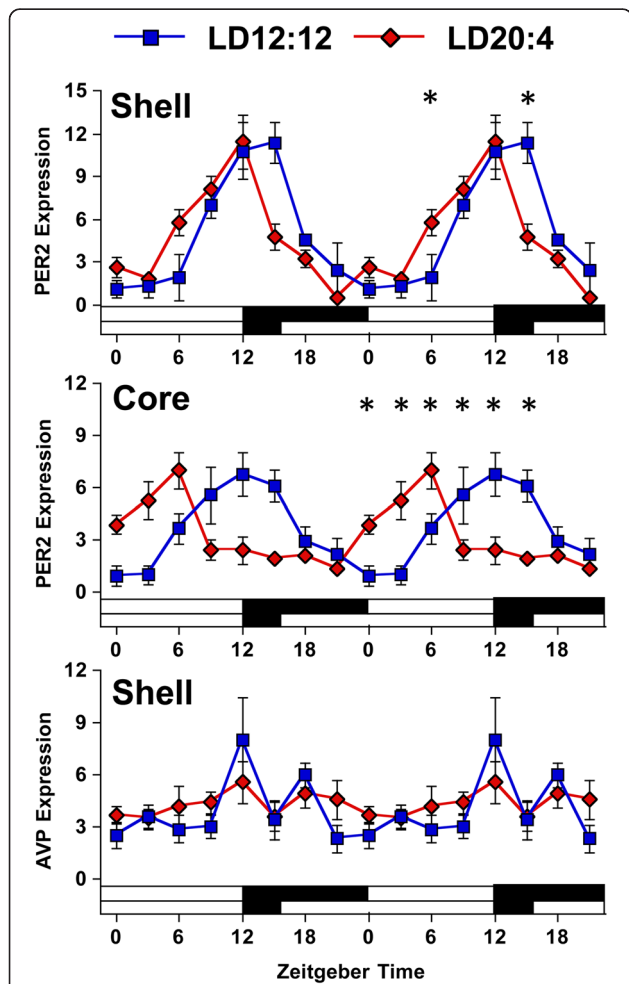 LD12:12 LD20:4
Shell
* *
PER2 Expression
15
12
9
6
3
0
0 6 12 18 0 6 12 18
Core
* * * * * *
PER2 Expression
12
9
6
3
0
0 6 12 18 0 6 12 18
Shell
AVP Expression
12
9
6
3
0
0 6 12 18 0 6 12 18
Zeitgeber Time